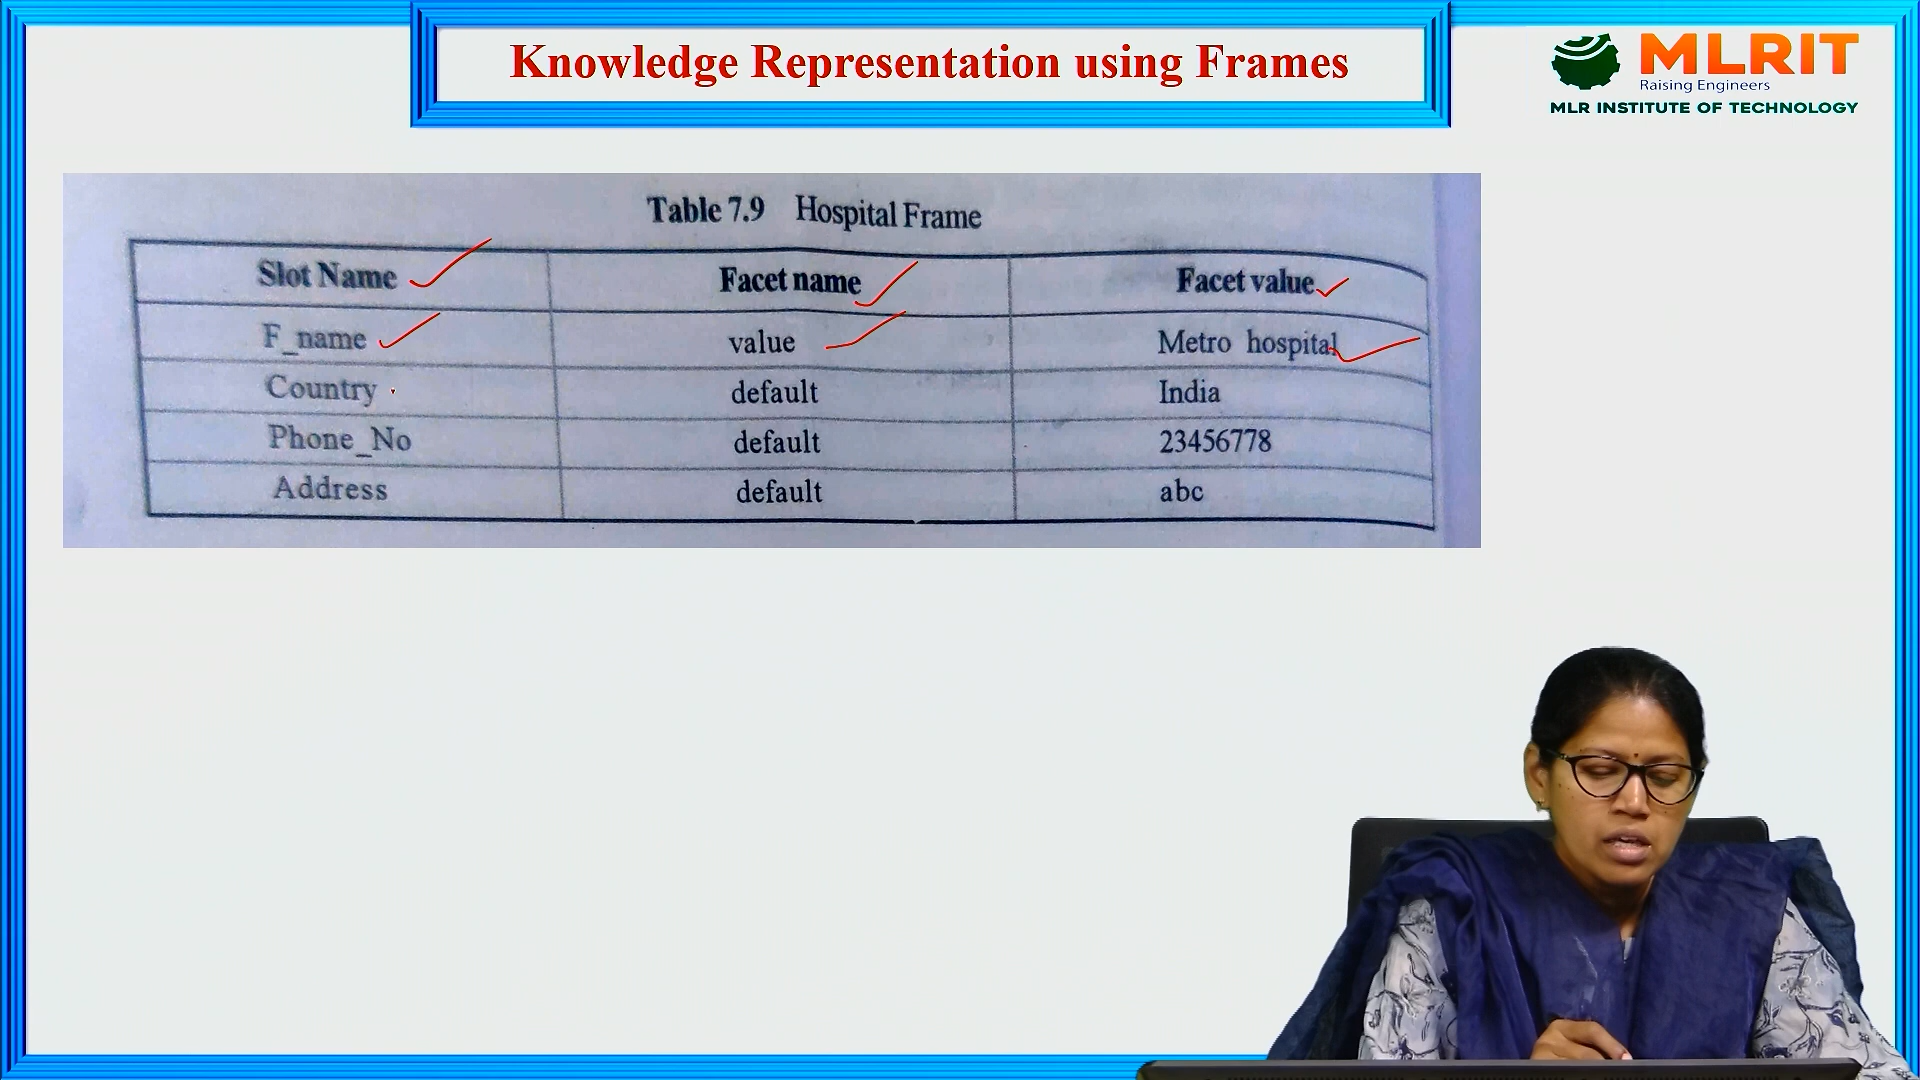 Knowledge Representation using Frames
MLRIT
Raising Engineers
MLR INSTITUTE OF TECHNOLOGY
Table 7.9 Hospital Frame
Slot Name Facet name Facet value
F_name value Metro hospital
Country default India
Phone_No default 23456778
Address default abc